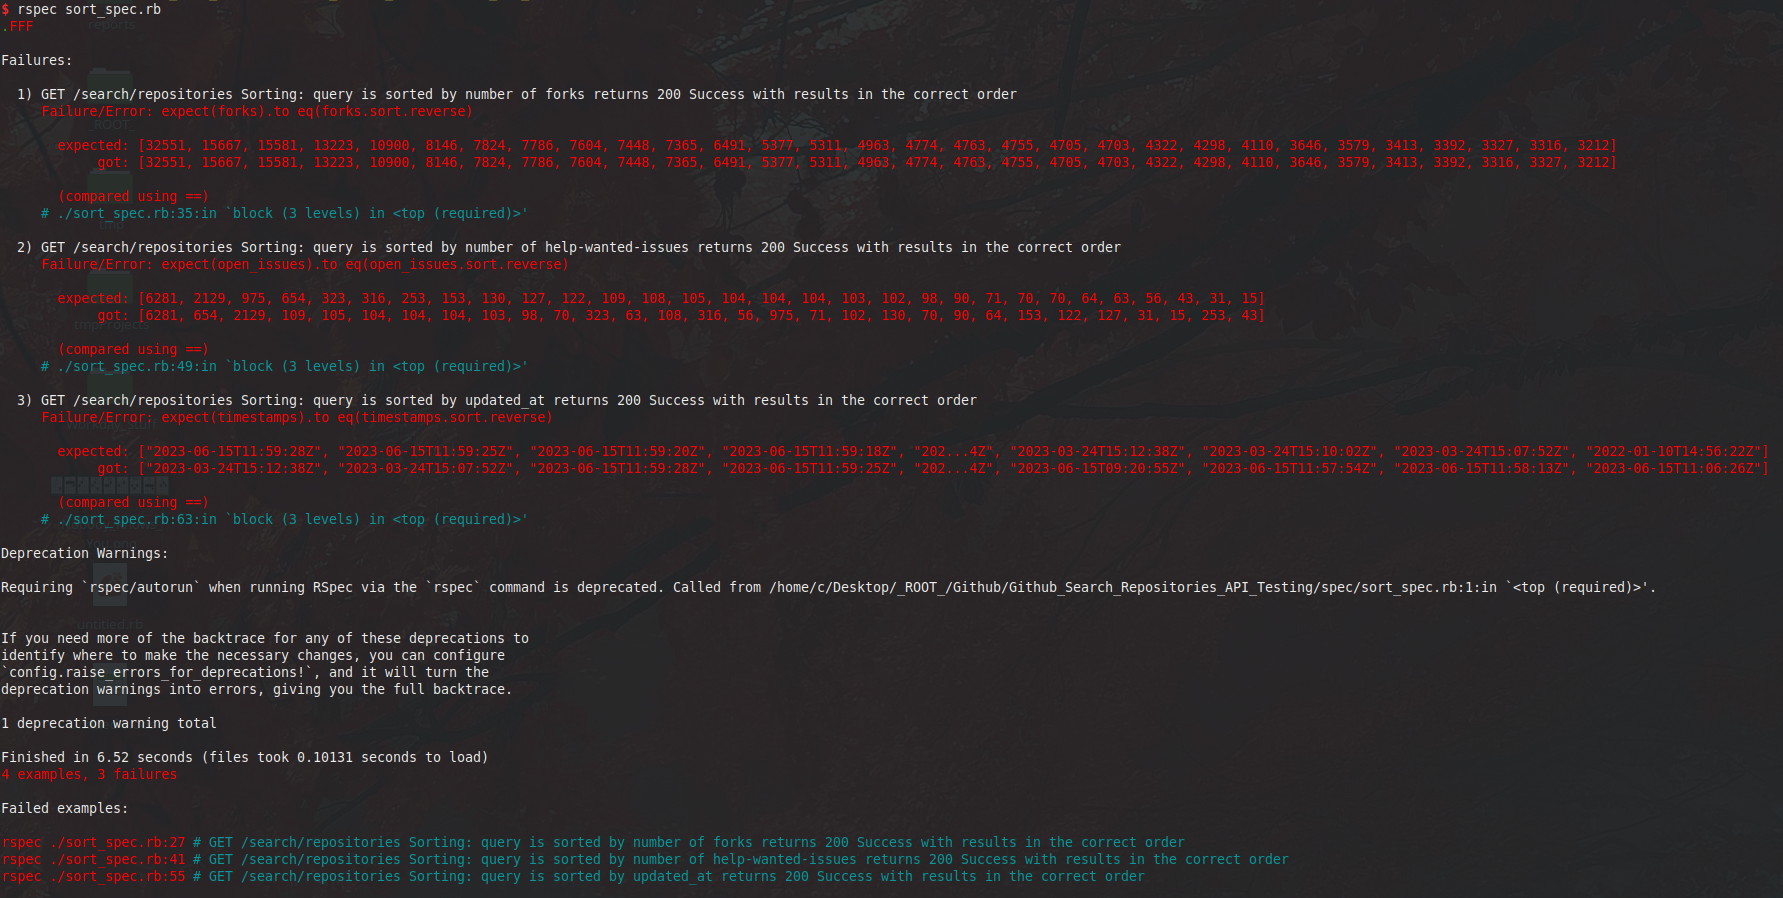 $ rspec sort_spec.rb
.FFF
reports
Failures:
1) GET /search/repositories Sorting: query is sorted by number of forks returns 200 Success with results in the correct order
Failure/Error: expect(forks).to eq(forks.sort.reverse)
_ROOT_
expected: [32551, 15667, 15581, 13223, 10900, 8146, 7824, 7786, 7604, 7448, 7365, 6491, 5377, 5311, 4963, 4774, 4763, 4755, 4705, 4703, 4322, 4298, 4110, 3646, 3579, 3413, 3392, 3327, 3316, 3212]
got: [32551, 15667, 15581, 13223, 10900, 8146, 7824, 7786, 7604, 7448, 7365, 6491, 5377, 5311, 4963, 4774, 4763, 4755, 4705, 4703, 4322, 4298, 4110, 3646, 3579, 3413, 3392, 3316, 3327, 3212]
(compared using ==)
# ./sort_spec.rb:35:in `block (3 levels) in <top (required)>'
tmp
2) GET /search/repositories Sorting: query is sorted by number of help-wanted-issues returns 200 Success with results in the correct order
Failure/Error: expect(open_issues).to eq(open_issues.sort.reverse)
expected: [6281, 2129, 975, 654, 323, 316, 253, 153, 130, 127, 122, 109, 108, 105, 104, 104, 104, 103, 102, 98, 90, 71, 70, 70, 64, 63, 56, 43, 31, 15]
got: [6281, 654, 2129, 109, 105, 104, 104, 104, 103, 98, 70, 323, 63, 108, 316, 56, 975, 71, 102, 130, 70, 90, 64, 153, 122, 127, 31, 15, 253, 43]
tmpProjects
(compared using ==)
# ./sort_spec.rb:49:in `block (3 levels) in <top (required)>'
3) GET /search/repositories Sorting: query is sorted by updated_at returns 200 Success with results in the correct order
Failure/Error: expect(timestamps).to eq(timestamps.sort.reverse)
expected: ["2023-06-15T11:59:28Z", "2023-06-15T11:59:25Z", "2023-06-15T11:59:20Z", "2023-06-15T11:59:18Z", "202...4Z", "2023-03-24T15:12:38Z", "2023-03-24T15:10:02Z", "2023-03-24T15:07:52Z", "2022-01-10T14:56:22Z"]
got: ["2023-03-24T15:12:38Z", "2023-03-24T15:07:52Z", "2023-06-15T11:59:28Z", "2023-06-15T11:59:25Z", "202...4Z", "2023-06-15T09:20:55Z", "2023-06-15T11:57:54Z", "2023-06-15T11:58:13Z", "2023-06-15T11:06:26Z"]
(compared using ==)
# ./sort_spec.rb:63:in `block (3 levels) in <top (required)>'
Deprecation Warnings:
Requiring `rspec/autorun` when running RSpec via the `rspec` command is deprecated. Called from /home/c/Desktop/_ROOT_/Github/Github_Search_Repositories_API_Testing/spec/sort_spec.rb:1:in `<top (required)>'.
untitled.rb
If you need more of the backtrace for any of these deprecations to
identify where to make the necessary changes, you can configure
`config.raise_errors_for_deprecations!`, and it will turn the
deprecation warnings into errors, giving you the full backtrace.
1 deprecation warning total
Finished in 6.52 seconds (files took 0.10131 seconds to load)
4 examples, 3 failures
Failed examples:
rspec ./sort_spec.rb:27 # GET /search/repositories Sorting: query is sorted by number of forks returns 200 Success with results in the correct order
rspec ./sort_spec.rb:41 # GET /search/repositories Sorting: query is sorted by number of help-wanted-issues returns 200 Success with results in the correct order
rspec ./sort_spec.rb:55 # GET /search/repositories Sorting: query is sorted by updated_at returns 200 Success with results in the correct order